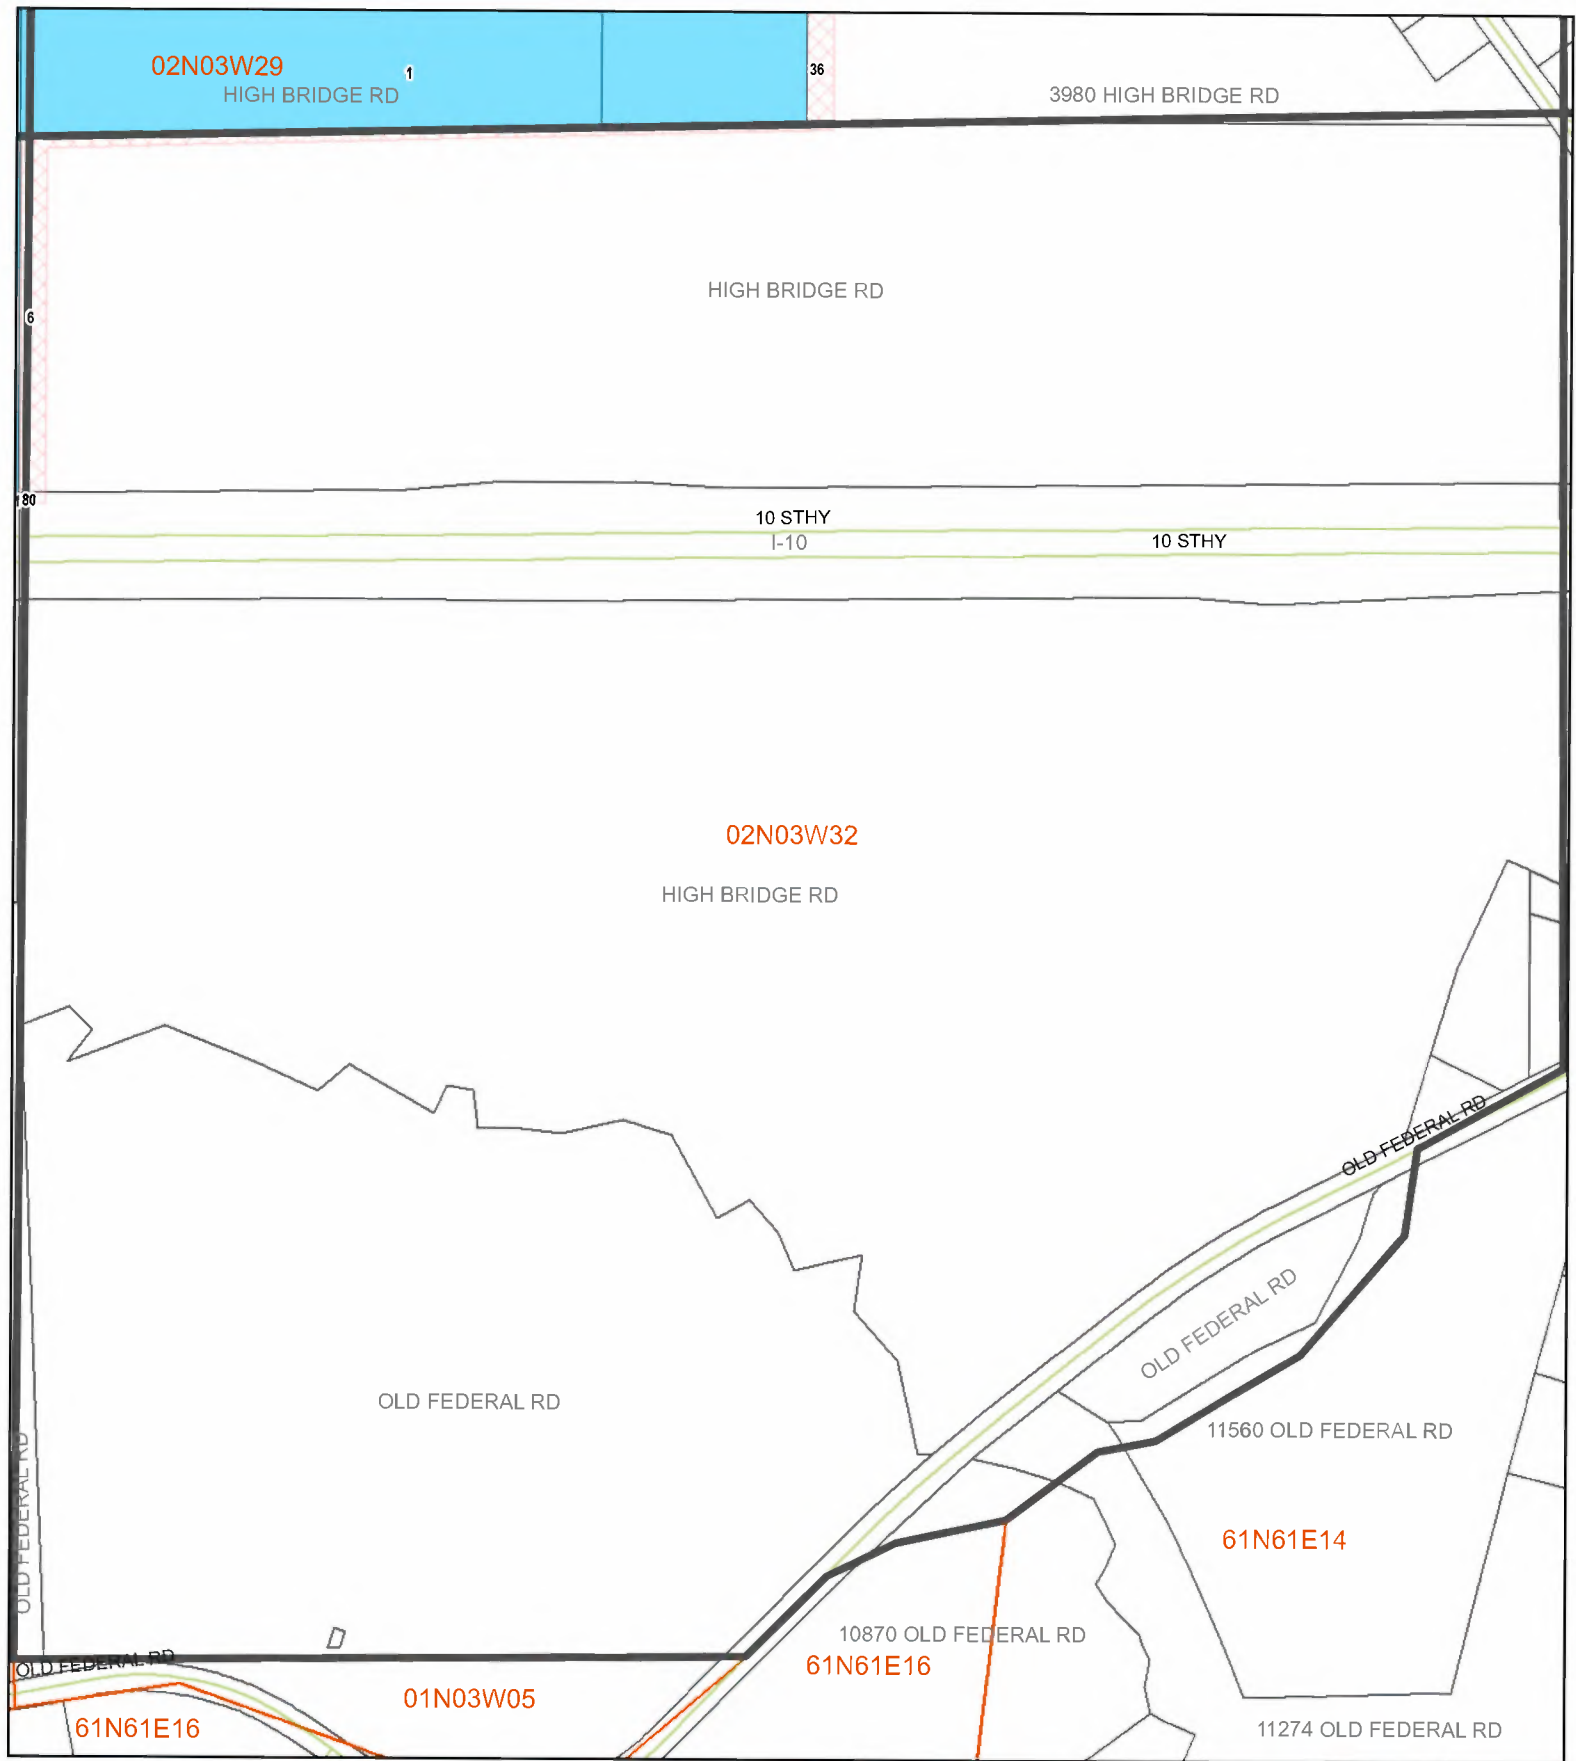 02N03W29
1
36
HIGH BRIDGE RD
3980 HIGH BRIDGE RD
HIGH BRIDGE RD
6
80
10 STHY
I-10
10 STHY
02N03W32
HIGH BRIDGE RD
OLD FEDERAL RD
OLD FEDERAL RD
OLD FEDERAL RD
11560 OLD FEDERAL RD
OLD FEDERAL RD
61N61E14
10870 OLD FEDERAL RD
61N61E16
OLD FEDERAL RD
01N03W05
61N61E16
11274 OLD FEDERAL RD